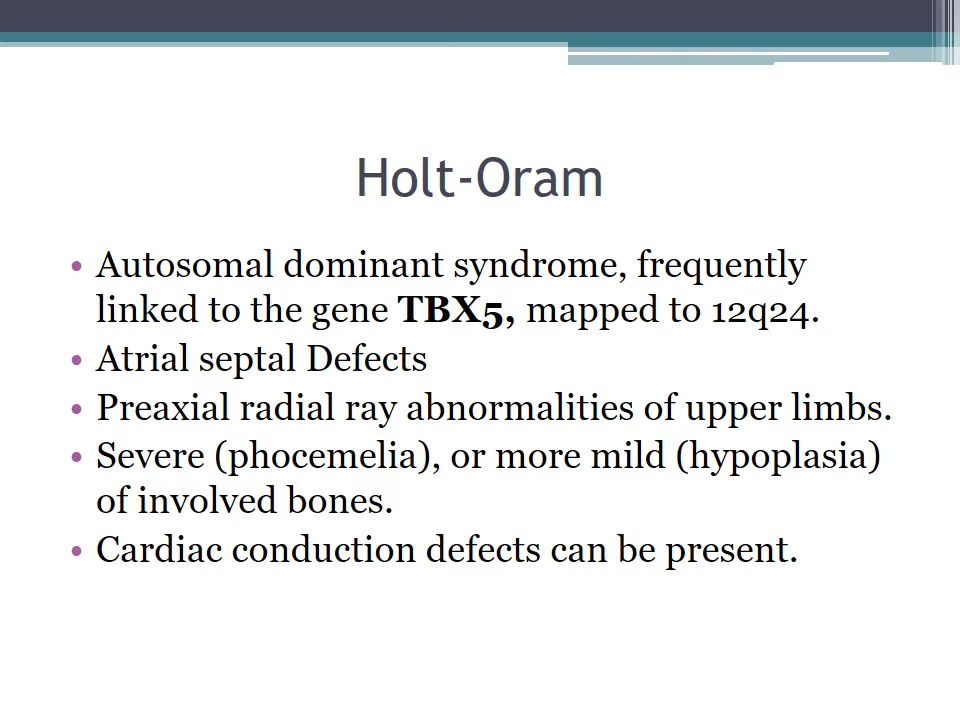 Holt-Oram
• Autosomal dominant syndrome, frequently
linked to the gene TBX5, mapped to 12q24.
• Atrial septal Defects
• Preaxial radial ray abnormalities of upper limbs.
• Severe (phocemelia), or more mild (hypoplasia)
of involved bones.
• Cardiac conduction defects can be present.